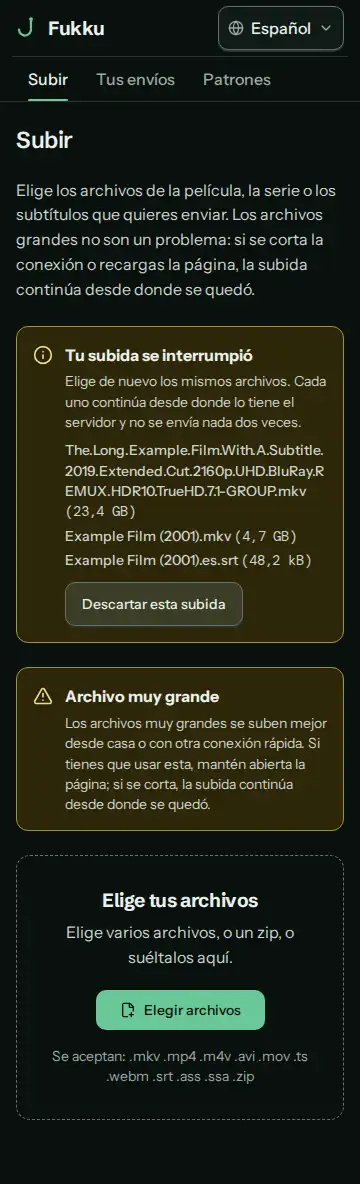 Fukku
Español
Subir
Tus envíos
Patrones
Subir
Elige los archivos de la película, la serie o los
subtítulos que quieres enviar. Los archivos
grandes no son un problema: si se corta la
conexión o recargas la página, la subida
continúa desde donde se quedó.
Tu subida se interrumpió
Elige de nuevo los mismos archivos. Cada
uno continúa desde donde lo tiene el
servidor y no se envía nada dos veces.
The.Long.Example.Film.With.A.Subtitle.
2019.Extended.Cut.2160p.UHD.BluRay.R
EMUX.HDR10.TrueHD.7.1-GROUP.mkv
(23,4 GB)
Example Film (2001).mkv (4,7 GB)
Example Film (2001).es.srt (48,2 kB)
Descartar esta subida
Archivo muy grande
Los archivos muy grandes se suben mejor
desde casa o con otra conexión rápida. Si
tienes que usar esta, mantén abierta la
página; si se corta, la subida continúa
desde donde se quedó.
Elige tus archivos
Elige varios archivos, o un zip, o
suéltalos aquí.
Elegir archivos
Se aceptan: .mkv .mp4 .m4v .avi .mov .ts
.webm .srt .ass .ssa .zip